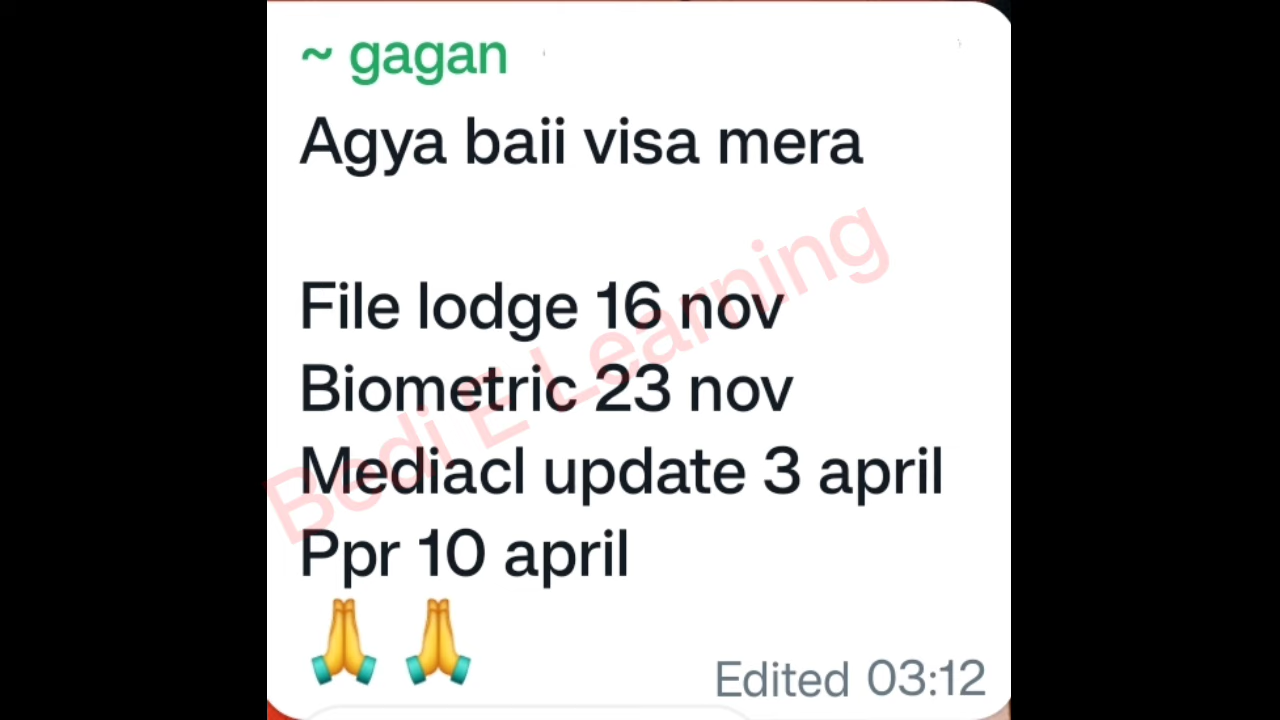 ~ gagan
Agya baii visa mera
File lodge 16 nov
Biometric 23 nov
Mediacl update 3 april
Ppr 10 april
🙏 🙏
Edited 03:12
Bedi E Learning